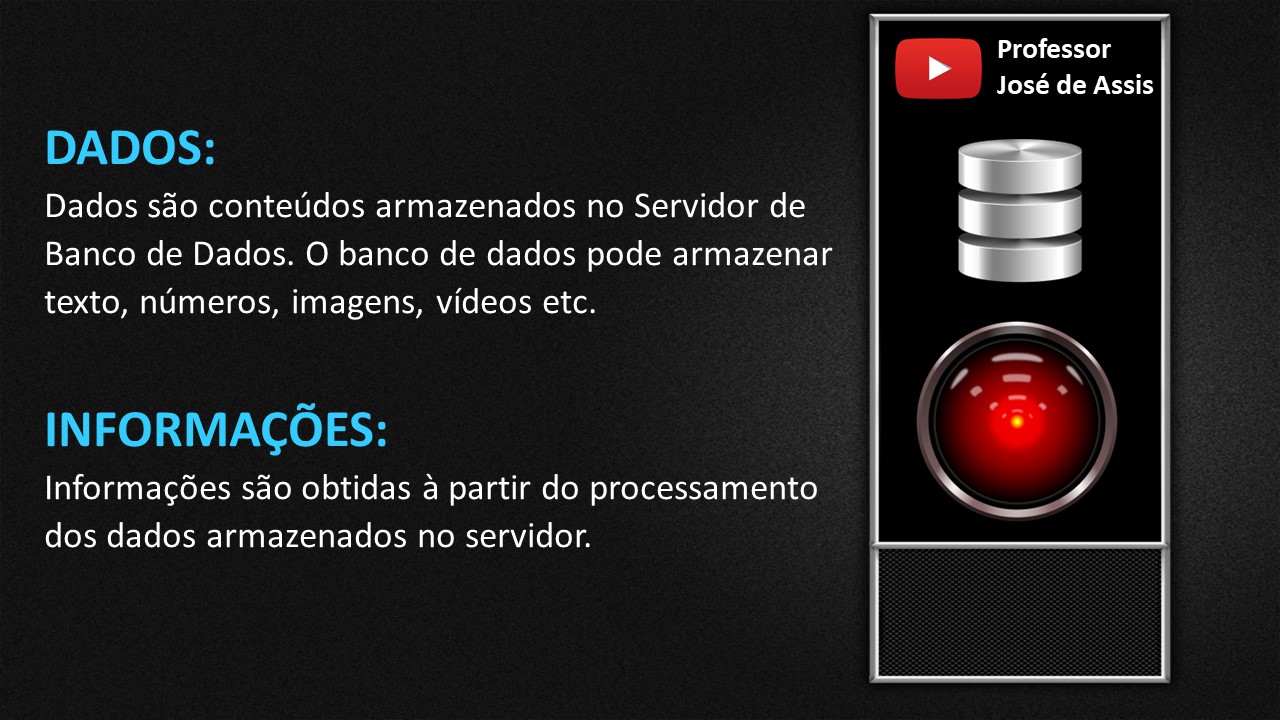 Professor
José de Assis
DADOS:
Dados são conteúdos armazenados no Servidor de
Banco de Dados. O banco de dados pode armazenar
texto, números, imagens, vídeos etc.
INFORMAÇÕES:
Informações são obtidas à partir do processamento
dos dados armazenados no servidor.